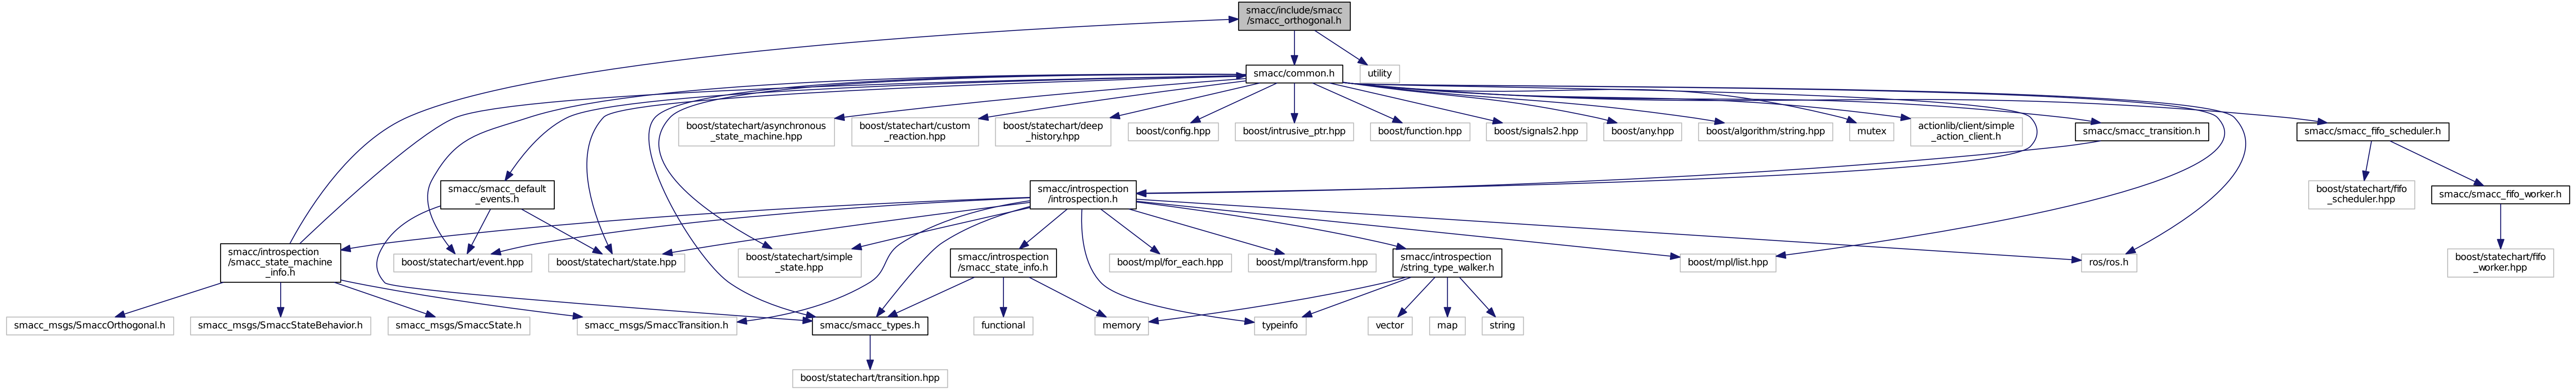 smacc/include/smacc
/smacc_orthogonal.h
smacc/common.h
utility
boost/statechart/asynchronous
_state_machine.hpp
boost/statechart/custom
_reaction.hpp
boost/statechart/deep
_history.hpp
boost/config.hpp
boost/intrusive_ptr.hpp
boost/function.hpp
boost/signals2.hpp
boost/any.hpp
boost/algorithm/string.hpp
mutex
actionlib/client/simple
_action_client.h
smacc/smacc_transition.h
smacc/smacc_fifo_scheduler.h
smacc/smacc_default
_events.h
smacc/introspection
/introspection.h
boost/statechart/fifo
_scheduler.hpp
smacc/smacc_fifo_worker.h
smacc/introspection
/smacc_state_machine
_info.h
boost/statechart/event.hpp
boost/statechart/state.hpp
boost/statechart/simple
_state.hpp
smacc/introspection
/smacc_state_info.h
boost/mpl/for_each.hpp
boost/mpl/transform.hpp
smacc/introspection
/string_type_walker.h
boost/mpl/list.hpp
ros/ros.h
boost/statechart/fifo
_worker.hpp
smacc_msgs/SmaccOrthogonal.h
smacc_msgs/SmaccStateBehavior.h
smacc_msgs/SmaccState.h
smacc_msgs/SmaccTransition.h
smacc/smacc_types.h
functional
memory
typeinfo
vector
map
string
boost/statechart/transition.hpp